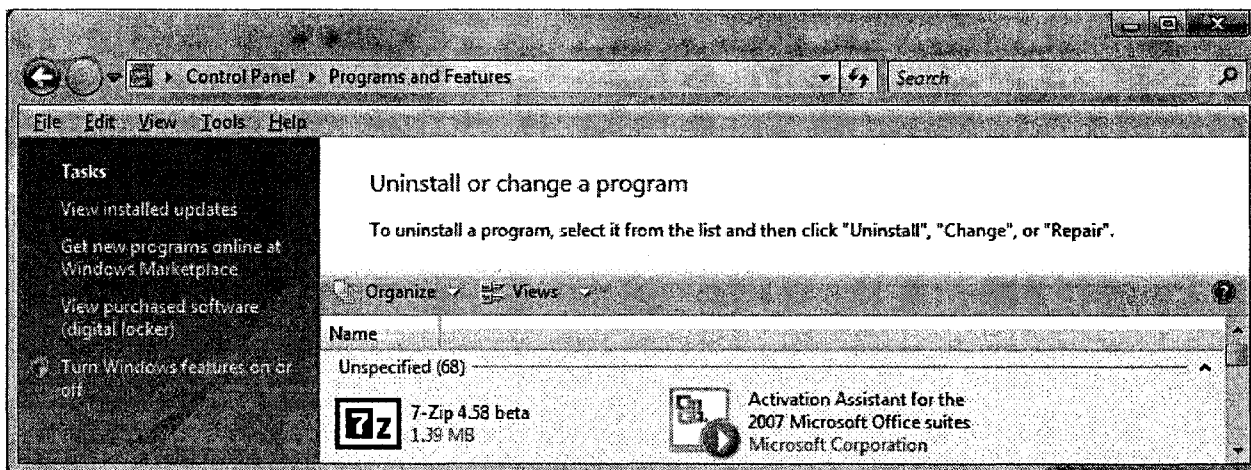 Control Panel Programs and Features
Search
File Edit View Tools Help
Tasks
View installed updates
Get new programs online at
Windows Marketplace
View purchased software
(digital locker)
Turn Windows features on or
off
Uninstall or change a program
To uninstall a program, select it from the list and then click "Uninstall", "Change", or "Repair".
Organize Views
Name
Unspecified (68)
7z
7-Zip 4.58 beta
1.39 MB
Activation Assistant for the
2007 Microsoft Office suites
Microsoft Corporation